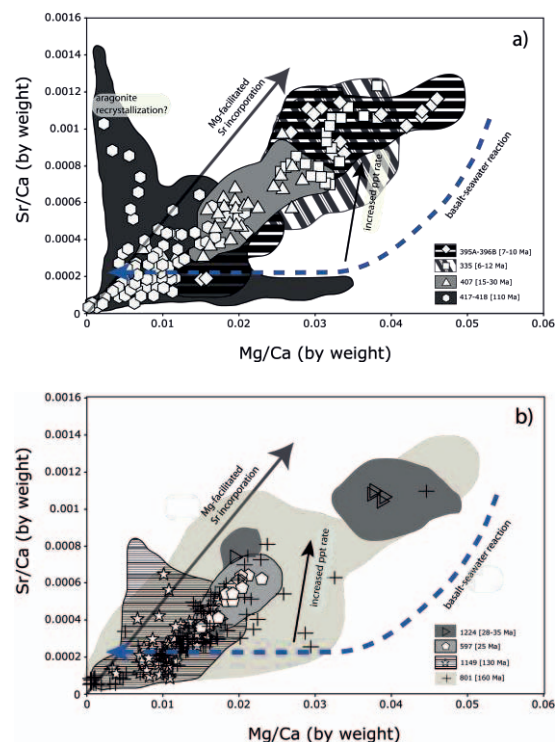 a)
0.0016
0.0014
0.0012
0.001
0.0008
0.0006
0.0004
0.0002
0
Sr/Ca (by weight)
aragonite
recrystallization?
Mg-facilitated
Sr incorporation
increased ppt rate
basalt-seawater reaction
395A-396B [7-10 Ma]
335 [6-12 Ma]
407 [15-30 Ma]
417-418 [110 Ma]
0 0.01 0.02 0.03 0.04 0.05 0.06
Mg/Ca (by weight)
b)
0.0016
0.0014
0.0012
0.001
0.0008
0.0006
0.0004
0.0002
0
Sr/Ca (by weight)
Mg-facilitated
Sr incorporation
increased ppt rate
basalt-seawater
reaction
1224 [28-35 Ma]
597 [25 Ma]
1149 [130 Ma]
801 [160 Ma]
0 0.01 0.02 0.03 0.04 0.05 0.06
Mg/Ca (by weight)